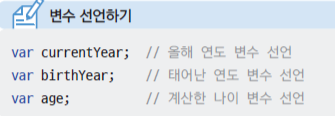 변수 선언하기
var currentYear; // 올해 연도 변수 선언
var birthYear; // 태어난 연도 변수 선언
var age; // 계산한 나이 변수 선언